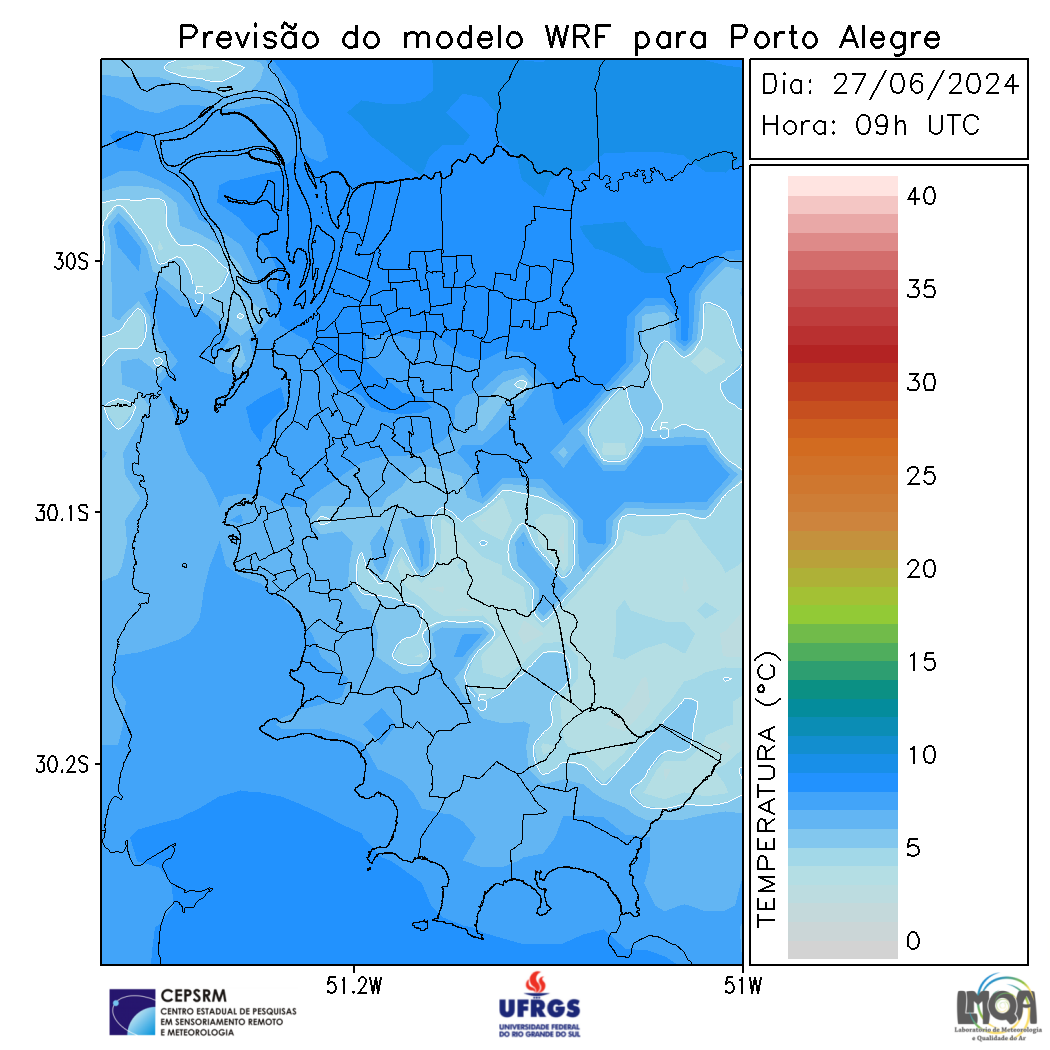 Previsão do modelo WRF para Porto Alegre
Dia: 27/06/2024
Hora: 09h UTC
40
35
30
25
20
15
10
5
0
TEMPERATURA (°C)
30S
30.1S
30.2S
51.2W
51W
5
5
5
CEPSRM
CENTRO ESTADUAL DE PESQUISAS
EM SENSORIAMENTO REMOTO
E METEOROLOGIA
UFRGS
UNIVERSIDADE FEDERAL
DO RIO GRANDE DO SUL
LMQA
Laboratório de Meteorologia
e Qualidade do Ar